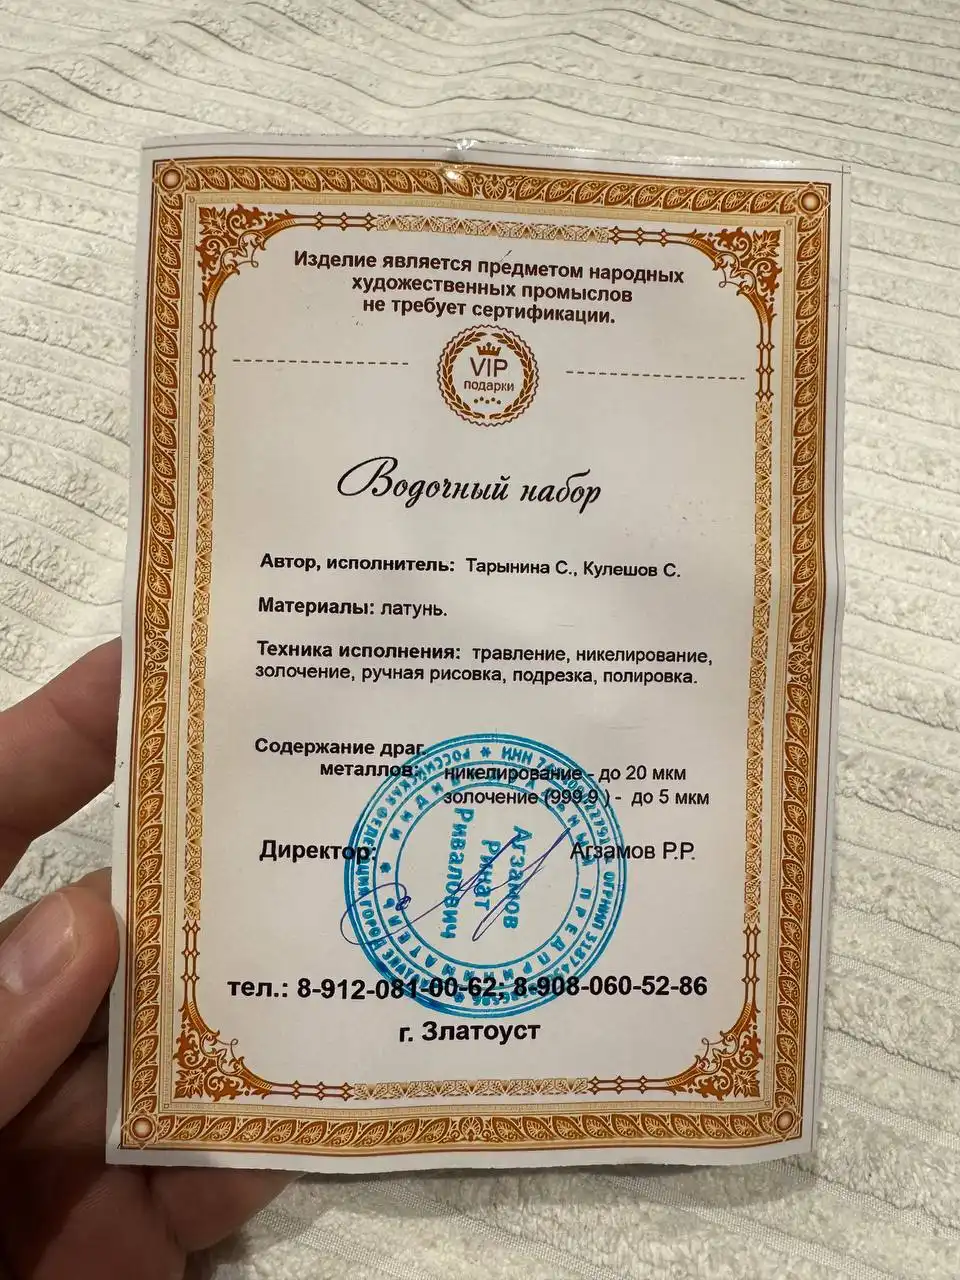 Изделие является предметом народных
художественных промыслов
не требует сертификации.
VIP
подарки
Водочный набор
Автор, исполнитель: Тарынина С., Кулешов С.
Материалы: латунь.
Техника исполнения: травление, никелирование,
золочение, ручная рисовка, подрезка, полировка.
Содержание драг.
металлов: никелирование - до 20 мкм
золочение (999.9 ) - до 5 мкм
Директор: Агзамов Р.Р.
Агзамов
Ринат
Ривалович
тел.: 8-912-081-00-62; 8-908-060-52-86
г. Златоуст